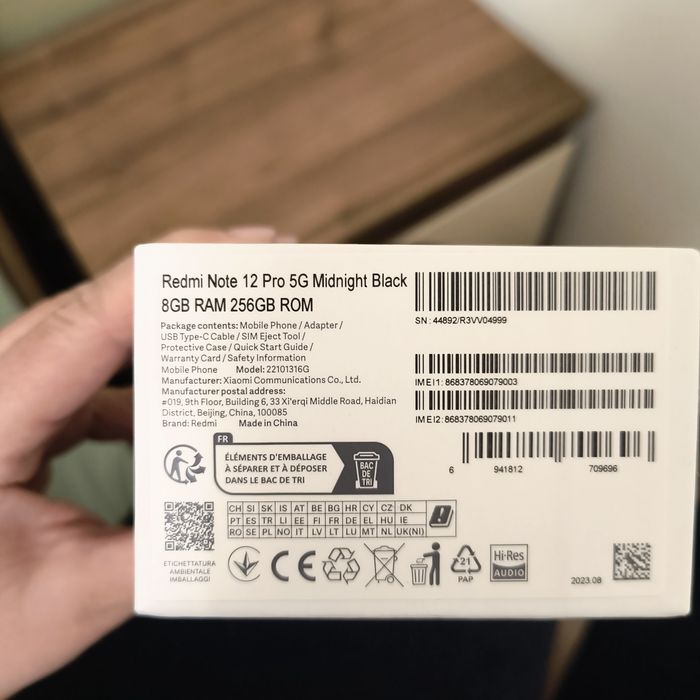 Redmi Note 12 Pro 5G Midnight Black
8GB RAM 256GB ROM
Package contents: Mobile Phone / Adapter /
USB Type-C Cable / SIM Eject Tool /
Protective Case / Quick Start Guide /
Warranty Card / Safety Information
Mobile Phone Model: 22101316G
Manufacturer: Xiaomi Communications Co., Ltd.
Manufacturer postal address:
#019, 9th Floor, Building 6, 33 Xi'erqi Middle Road, Haidian
District, Beijing, China, 100085
Brand: Redmi Made in China
SN: 44892/R3VV04999
IMEI1: 868378069079003
IMEI2: 868378069079011
6 941812 709696
FR
ÉLÉMENTS D'EMBALLAGE
À SÉPARER ET À DÉPOSER
DANS LE BAC DE TRI
BAC
DE
TRI
CH SI SK IS AT BE BG HR CY CZ DK
PT ES TR LI EE FI FR DE EL HU IE
RO SE PL NO IT LV LT LU MT NL UK(NI)
ETICHETTATURA
AMBIENTALE
IMBALLAGGI
CE
21
PAP
Hi-Res
AUDIO
2023.08